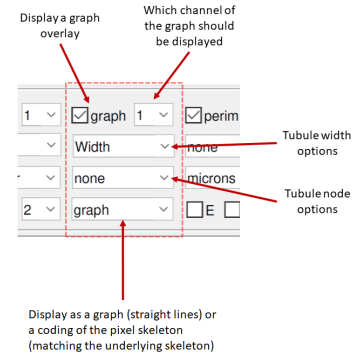 Display a graph
overlay
Which channel of
the graph should
be displayed
1 graph 1 perim
Width none
r none microns
2 graph E
Tubule width
options
Tubule node
options
Display as a graph (straight lines) or
a coding of the pixel skeleton
(matching the underlying skeleton)